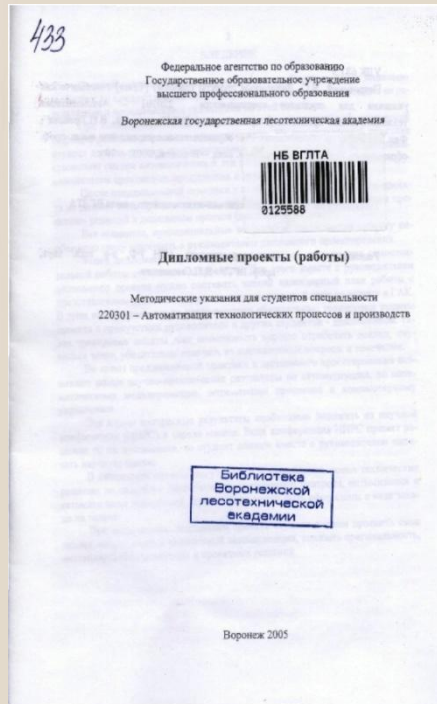 433
Федеральное агентство по образованию
Государственное образовательное учреждение
высшего профессионального образования
Воронежская государственная лесотехническая академия
НБ ВГЛТА
0125588
Дипломные проекты (работы)
Методические указания для студентов специальности
220301 – Автоматизация технологических процессов и производств
Библиотека
Воронежской
лесотехнической
академии
Воронеж 2005